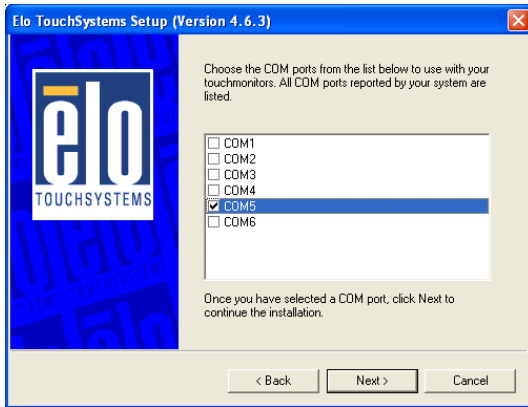 Elo TouchSystems Setup (Version 4.6.3)
elo
TOUCHSYSTEMS
Choose the COM ports from the list below to use with your
touchmonitors. All COM ports reported by your system are
listed.
COM1
COM2
COM3
COM4
COM5
COM6
Once you have selected a COM port, click Next to
continue the installation.
< Back
Next >
Cancel